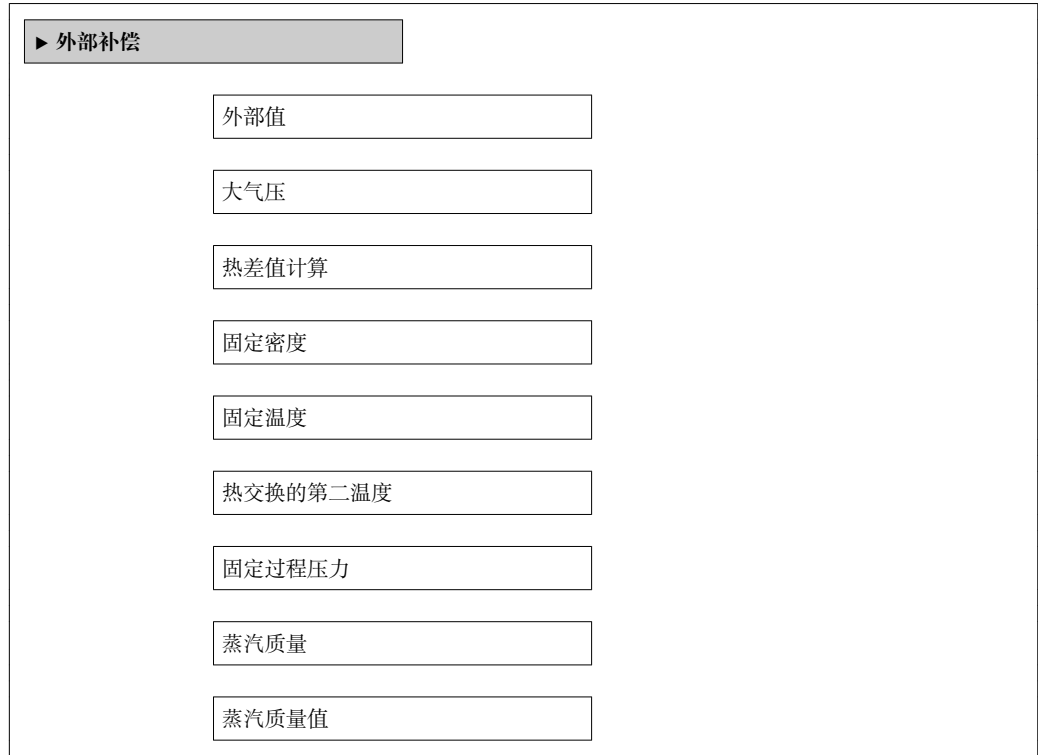 ▶ 外部补偿
外部值
大气压
热差值计算
固定密度
固定温度
热交换的第二温度
固定过程压力
蒸汽质量
蒸汽质量值